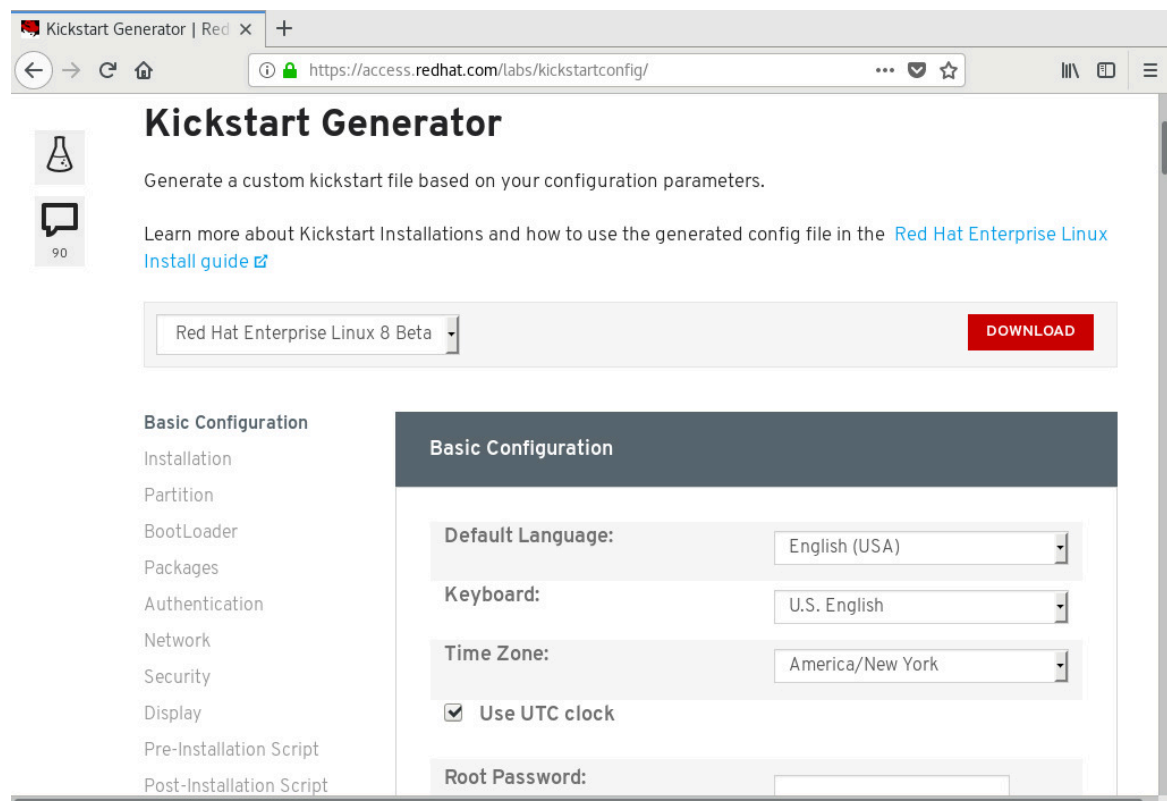 Kickstart Generator | Red
https://access.redhat.com/labs/kickstartconfig/
Kickstart Generator
Generate a custom kickstart file based on your configuration parameters.
90
Learn more about Kickstart Installations and how to use the generated config file in the Red Hat Enterprise Linux
Install guide
Red Hat Enterprise Linux 8 Beta
DOWNLOAD
Basic Configuration
Installation
Partition
BootLoader
Packages
Authentication
Network
Security
Display
Pre-Installation Script
Post-Installation Script
Basic Configuration
Default Language:
English (USA)
Keyboard:
U.S. English
Time Zone:
America/New York
Use UTC clock
Root Password: